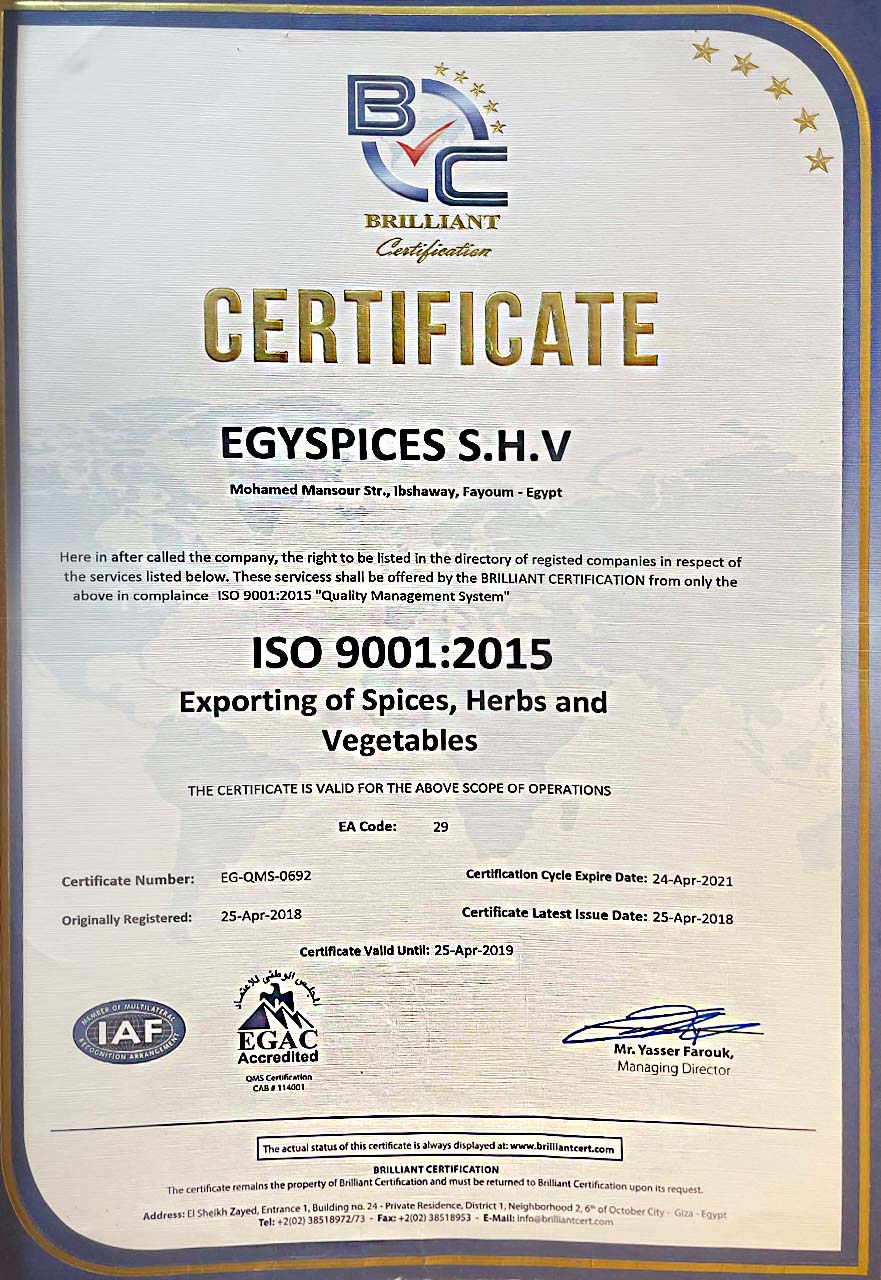 BC
BRILLIANT
Certification
CERTIFICATE
EGYSPICES S.H.V
Mohamed Mansour Str., Ibshaway, Fayoum - Egypt
Here in after called the company, the right to be listed in the directory of registed companies in respect of
the services listed below. These servicess shall be offered by the BRILLIANT CERTIFICATION from only the
above in complaince ISO 9001:2015 "Quality Management System"
ISO 9001:2015
Exporting of Spices, Herbs and
Vegetables
THE CERTIFICATE IS VALID FOR THE ABOVE SCOPE OF OPERATIONS
EA Code: 29
Certificate Number: EG-QMS-0692 Certification Cycle Expire Date: 24-Apr-2021
Originally Registered: 25-Apr-2018 Certificate Latest Issue Date: 25-Apr-2018
Certificate Valid Until: 25-Apr-2019
MEMBER OF MULTILATERAL
IAF
RECOGNITION ARRANGEMENT
المجلس الوطنى للاعتماد
EGAC
Accredited
QMS Certification
CAB # 114001
Mr. Yasser Farouk,
Managing Director
The actual status of this certificate is always displayed at: www.brilliantcert.com
BRILLIANT CERTIFICATION
The certificate remains the property of Brilliant Certification and must be returned to Brilliant Certification upon its request.
Address: El Sheikh Zayed, Entrance 1, Building no. 24 - Private Residence, District 1, Neighborhood 2, 6th of October City - Giza - Egypt
Tel: +2(02) 38518972/73 - Fax: +2(02) 38518953 - E-Mail: info@brilliantcert.com